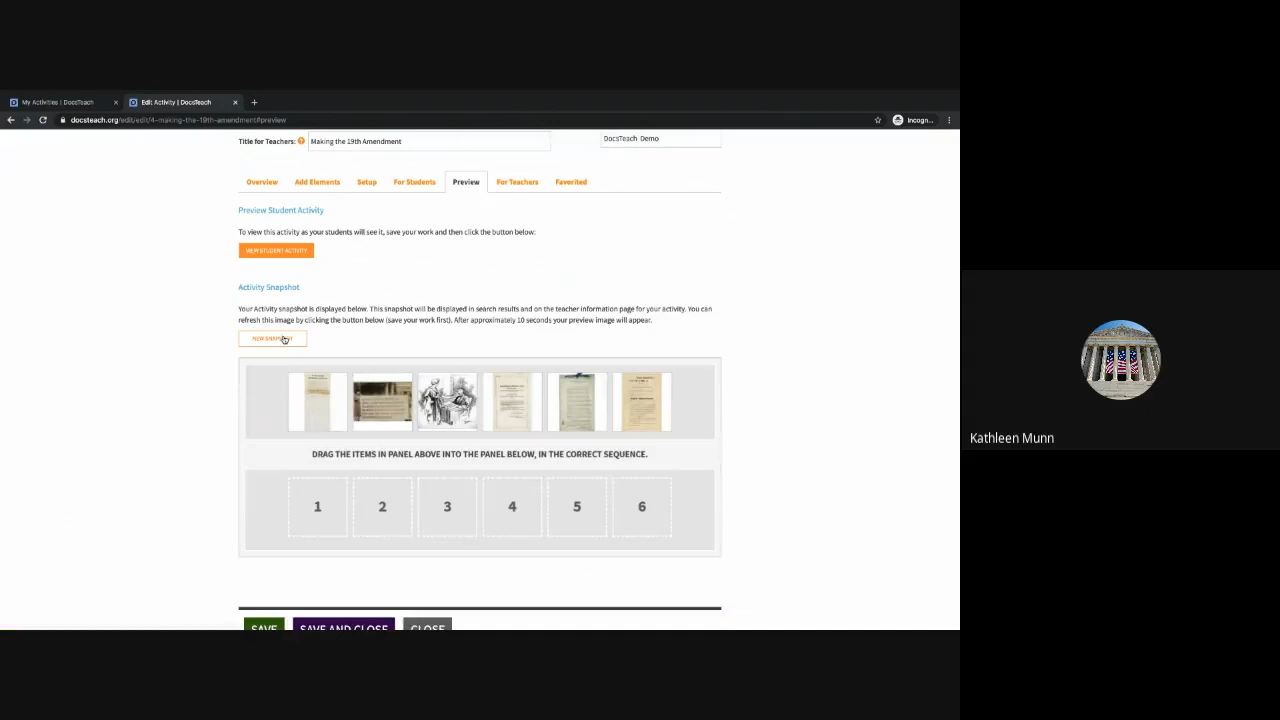 My Activities | DocsTeach
Edit Activity | DocsTeach
docsteach.org/edit/edit/4-making-the-19th-amendment#preview
Incogn...
Title for Teachers:
Making the 19th Amendment
DocsTeach Demo
Overview
Add Elements
Setup
For Students
Preview
For Teachers
Favorited
Preview Student Activity
To view this activity as your students will see it, save your work and then click the button below:
VIEW STUDENT ACTIVITY
Activity Snapshot
Your Activity snapshot is displayed below. This snapshot will be displayed in search results and on the teacher information page for your activity. You can
refresh this image by clicking the button below (save your work first). After approximately 10 seconds your preview image will appear.
NEW SNAPSHOT
DRAG THE ITEMS IN PANEL ABOVE INTO THE PANEL BELOW, IN THE CORRECT SEQUENCE.
1 2 3 4 5 6
SAVE
SAVE AND CLOSE
CLOSE
Kathleen Munn